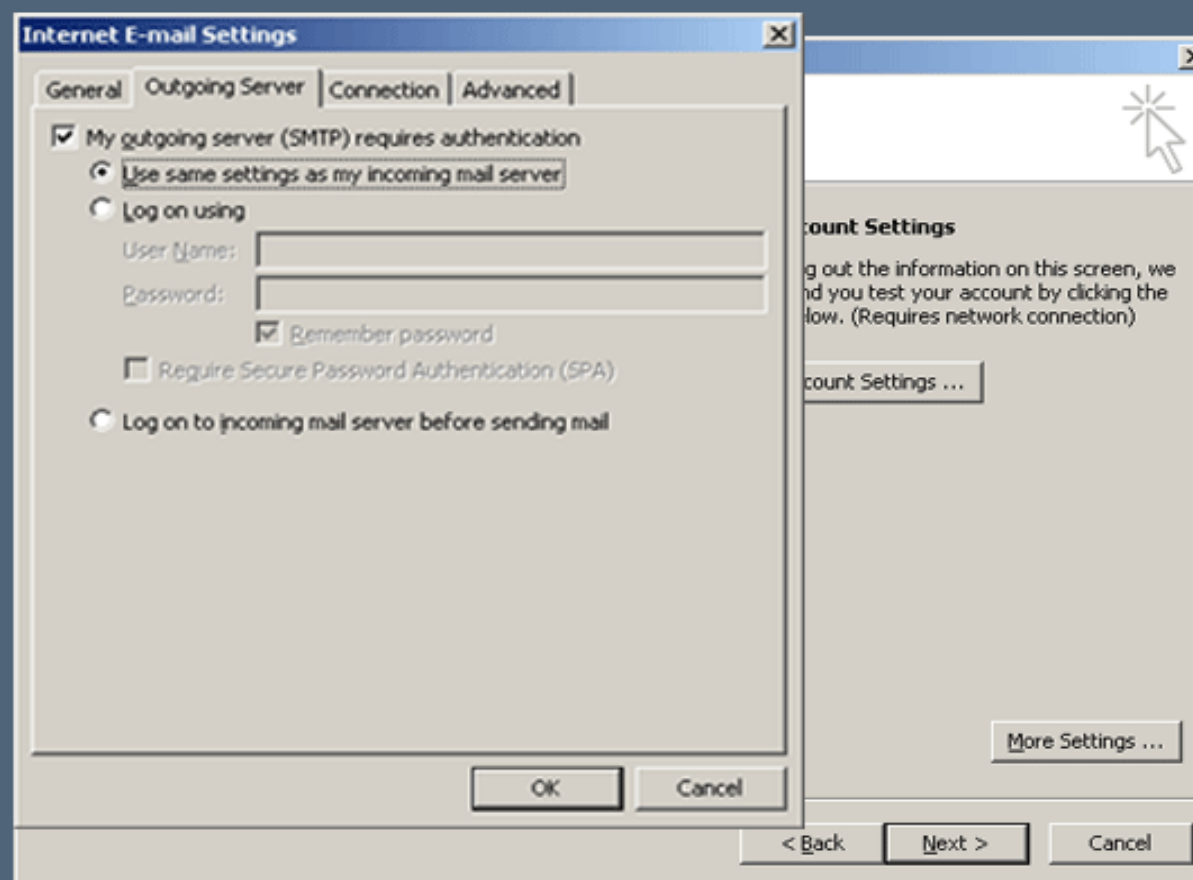 Internet E-mail Settings
General Outgoing Server Connection Advanced
My outgoing server (SMTP) requires authentication
Use same settings as my incoming mail server
Log on using
User Name:
Password:
Remember password
Require Secure Password Authentication (SPA)
Log on to incoming mail server before sending mail
OK Cancel
ount Settings
g out the information on this screen, we
nd you test your account by clicking the
low. (Requires network connection)
count Settings ...
More Settings ...
< Back Next > Cancel